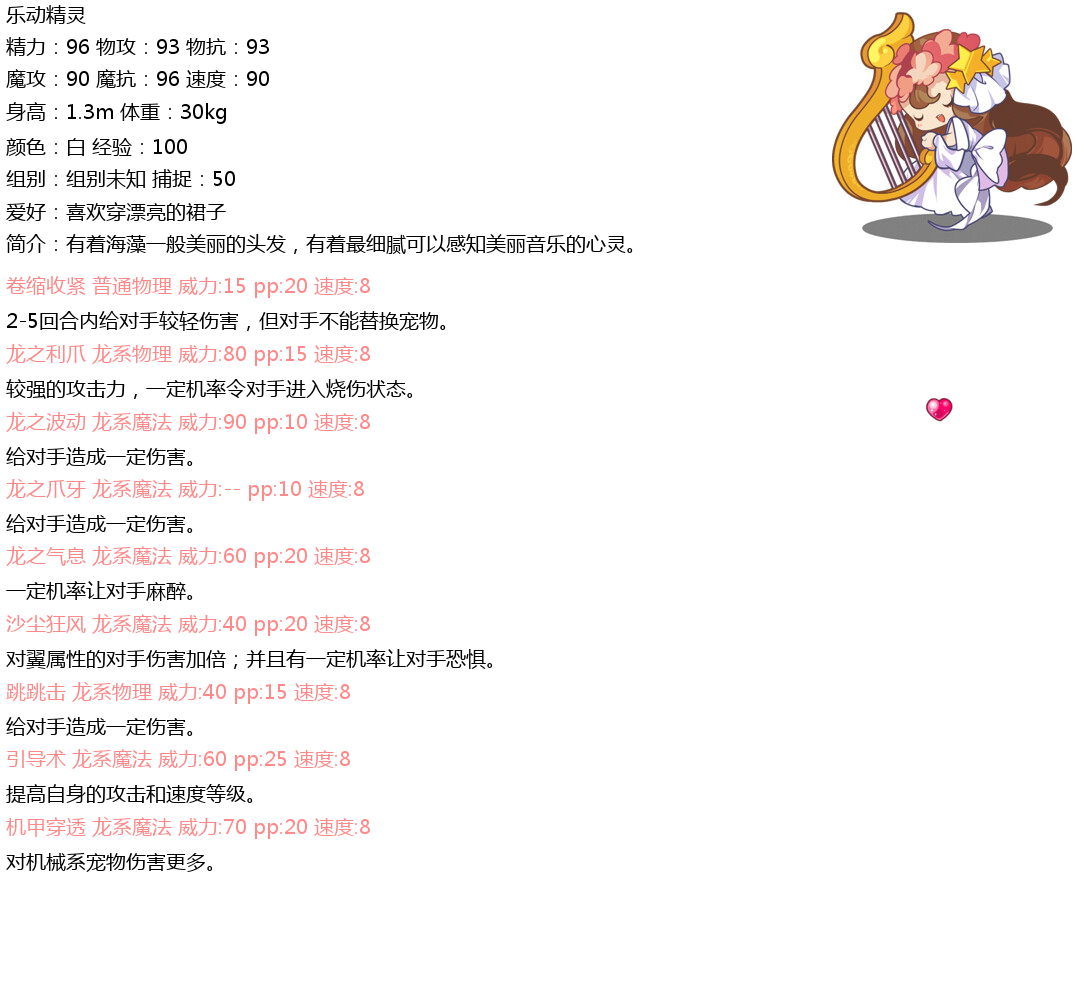 乐动精灵
精力：96 物攻：93 物抗：93
魔攻：90 魔抗：96 速度：90
身高：1.3m 体重：30kg
颜色：白 经验：100
组别：组别未知 捕捉：50
爱好：喜欢穿漂亮的裙子
简介：有着海藻一般美丽的头发，有着最细腻可以感知美丽音乐的心灵。
卷缩收紧 普通物理 威力:15 pp:20 速度:8
2-5回合内给对手较轻伤害，但对手不能替换宠物。
龙之利爪 龙系物理 威力:80 pp:15 速度:8
较强的攻击力，一定机率令对手进入烧伤状态。
龙之波动 龙系魔法 威力:90 pp:10 速度:8
给对手造成一定伤害。
龙之爪牙 龙系魔法 威力:-- pp:10 速度:8
给对手造成一定伤害。
龙之气息 龙系魔法 威力:60 pp:20 速度:8
一定机率让对手麻醉。
沙尘狂风 龙系魔法 威力:40 pp:20 速度:8
对翼属性的对手伤害加倍；并且有一定机率让对手恐惧。
跳跳击 龙系物理 威力:40 pp:15 速度:8
给对手造成一定伤害。
引导术 龙系魔法 威力:60 pp:25 速度:8
提高自身的攻击和速度等级。
机甲穿透 龙系魔法 威力:70 pp:20 速度:8
对机械系宠物伤害更多。